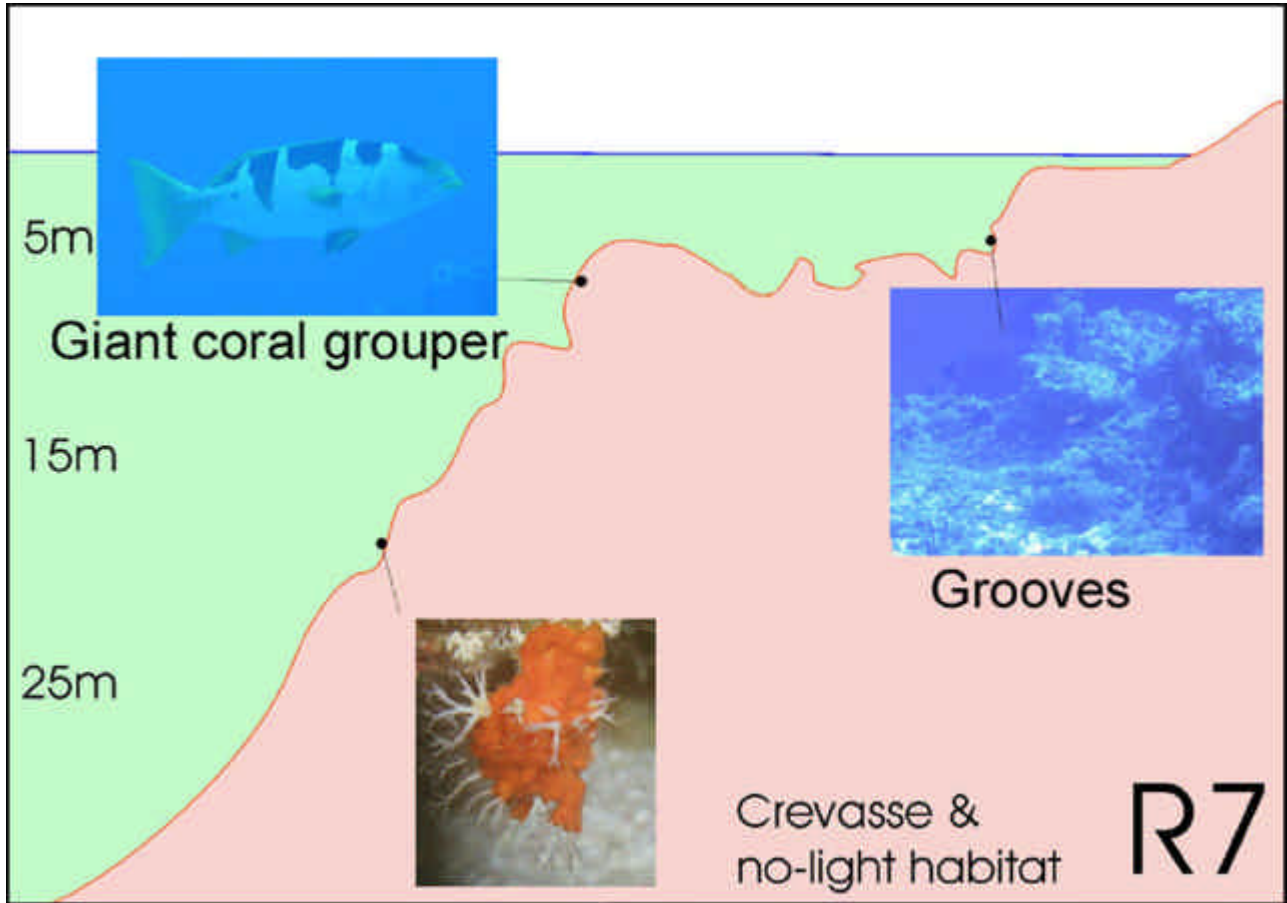 5m
Giant coral grouper
15m
Grooves
25m
Crevasse &
no-light habitat
R7